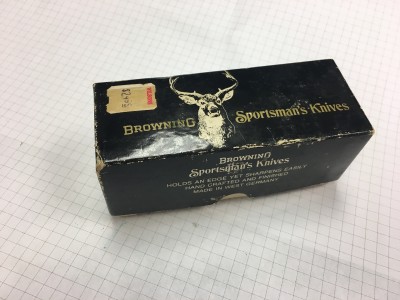 BROWNING Sportsman's Knives
BROWNING
Sportsman's Knives
HOLDS AN EDGE YET SHARPENS EASILY
HAND CRAFTED AND FINISHED
MADE IN WEST GERMANY